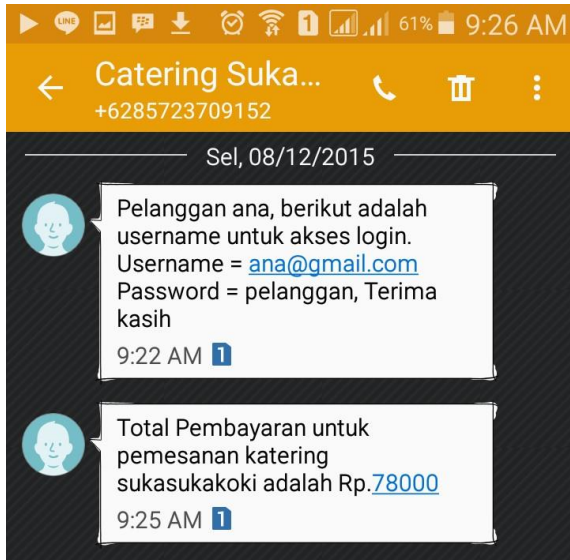 LINE 1 61% 9:26 AM
Catering Suka...
+6285723709152
Sel, 08/12/2015
Pelanggan ana, berikut adalah
username untuk akses login.
Username = ana@gmail.com
Password = pelanggan, Terima
kasih
9:22 AM 1
Total Pembayaran untuk
pemesanan katering
sukasukakoki adalah Rp.78000
9:25 AM 1